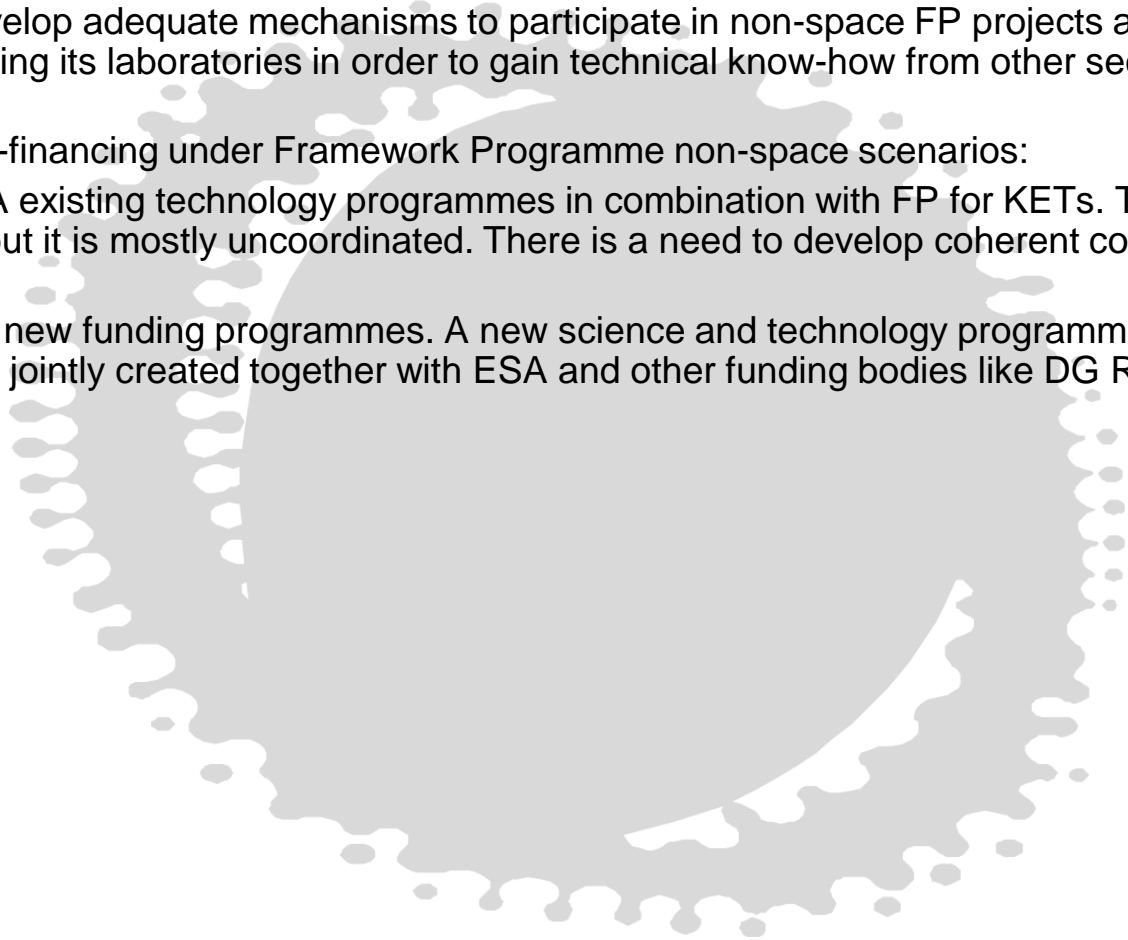 velop adequate mechanisms to participate in non-space FP projects a
ing its laboratories in order to gain technical know-how from other se
-financing under Framework Programme non-space scenarios:
A existing technology programmes in combination with FP for KETs. T
out it is mostly uncoordinated. There is a need to develop coherent co
new funding programmes. A new science and technology programm
jointly created together with ESA and other funding bodies like DG R